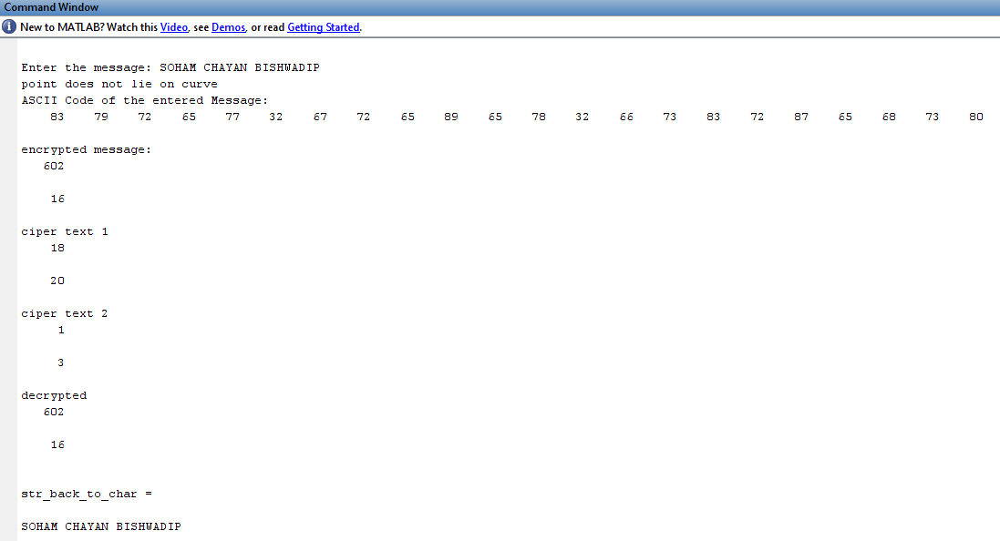 Command Window
New to MATLAB? Watch this Video, see Demos, or read Getting Started.
Enter the message: SOHAM CHAYAN BISHWADIP
point does not lie on curve
ASCII Code of the entered Message:
83 79 72 65 77 32 67 72 65 89 65 78 32 66 73 83 72 87 65 68 73 80
encrypted message:
602
16
ciper text 1
18
20
ciper text 2
1
3
decrypted
602
16
str_back_to_char =
SOHAM CHAYAN BISHWADIP